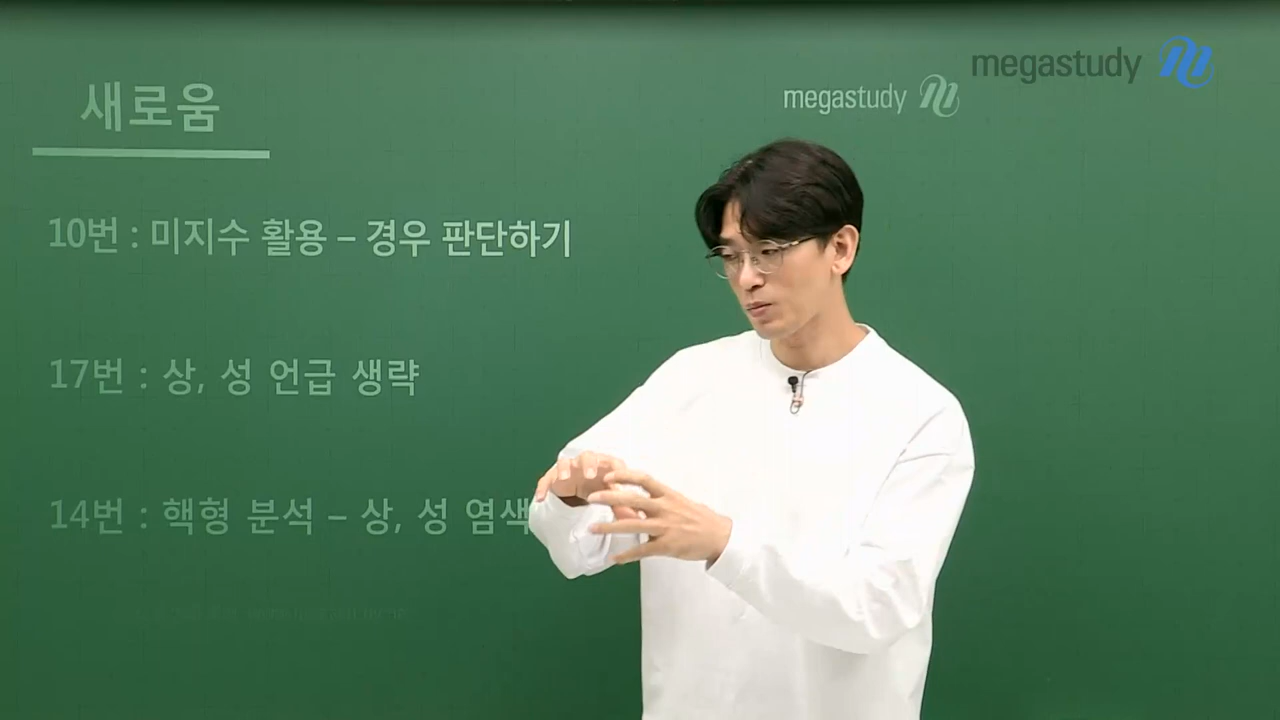 megastudy
megastudy
새로움
10번 : 미지수 활용 – 경우 판단하기
17번 : 상, 성 언급 생략
14번 : 핵형 분석 – 상, 성 염색